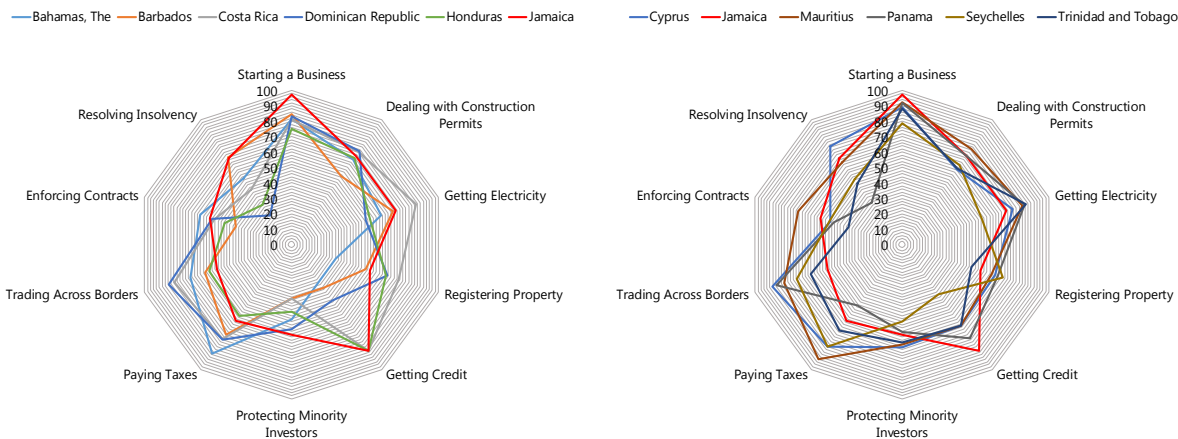 Bahamas, The Barbados Costa Rica Dominican Republic Honduras Jamaica
Starting a Business
Dealing with Construction
Permits
Getting Electricity
Registering Property
Getting Credit
Protecting Minority
Investors
Paying Taxes
Trading Across Borders
Enforcing Contracts
Resolving Insolvency
100
90
80
70
60
50
40
30
20
10
0
Cyprus Jamaica Mauritius Panama Seychelles Trinidad and Tobago
Starting a Business
Dealing with Construction
Permits
Getting Electricity
Registering Property
Getting Credit
Protecting Minority
Investors
Paying Taxes
Trading Across Borders
Enforcing Contracts
Resolving Insolvency
100
90
80
70
60
50
40
30
20
10
0